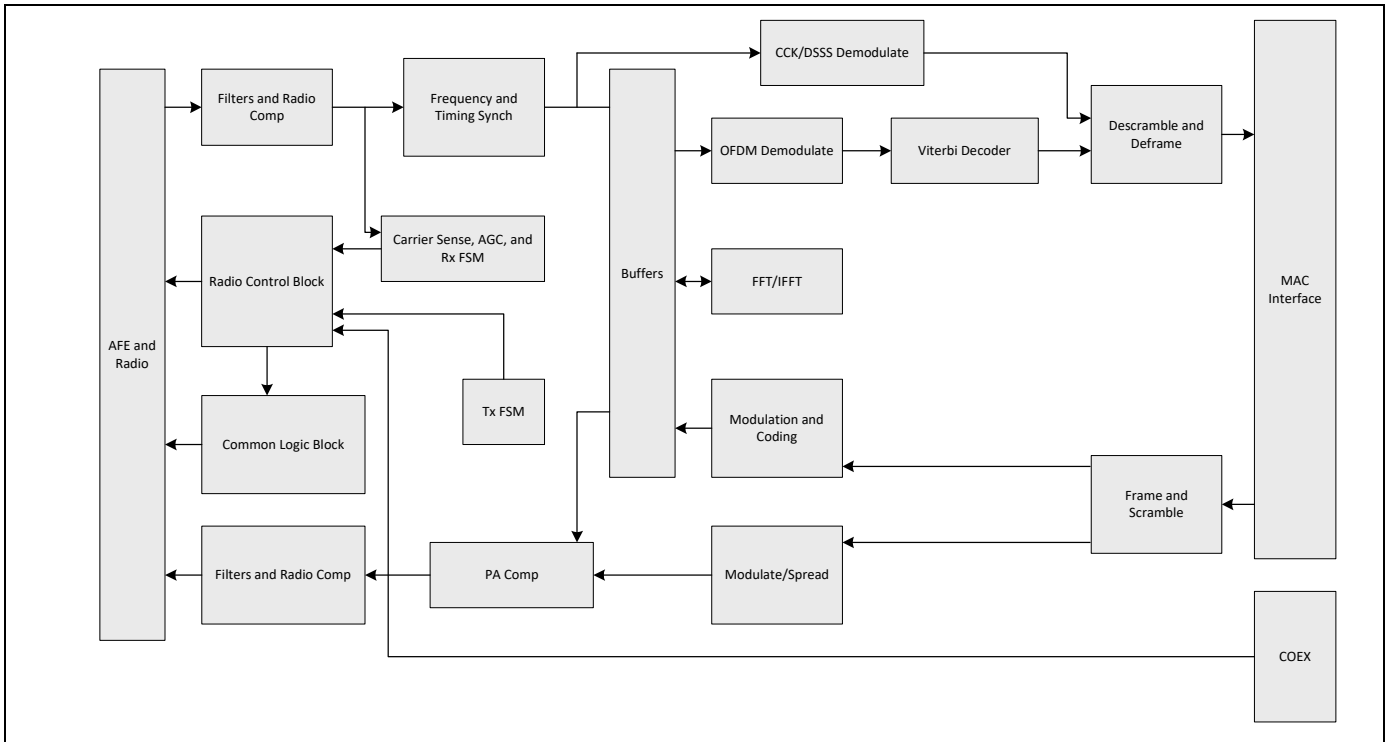 CCK/DSSS Demodulate
Filters and Radio
Comp
Frequency and
Timing Synch
Descramble and
Deframe
OFDM Demodulate
Viterbi Decoder
Carrier Sense, AGC, and
Rx FSM
Radio Control Block
Buffers
FFT/IFFT
MAC
Interface
AFE and
Radio
Tx FSM
Modulation and
Coding
Common Logic Block
Frame and
Scramble
Filters and Radio Comp
PA Comp
Modulate/Spread
COEX